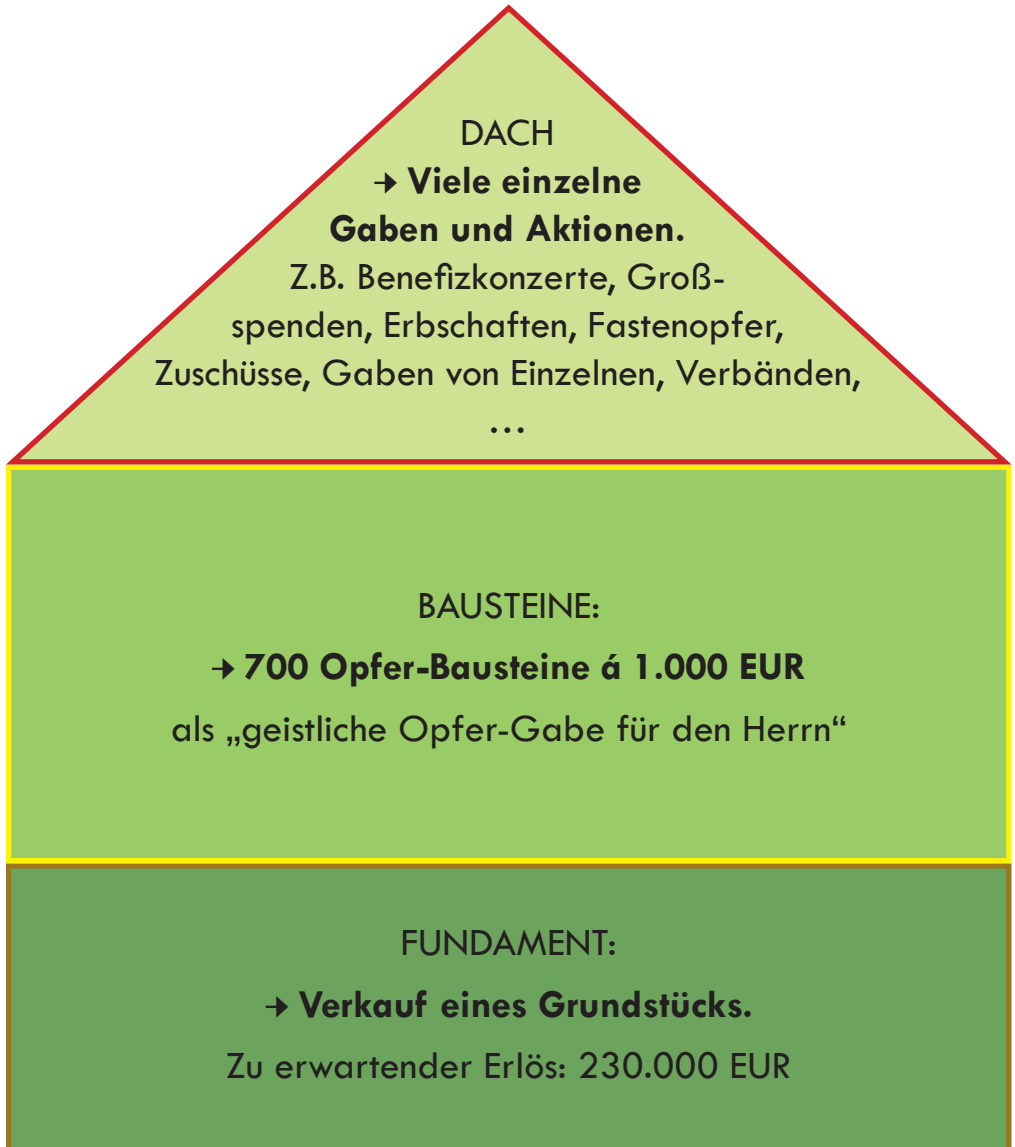 DACH
→ Viele einzelne
Gaben und Aktionen.
Z.B. Benefizkonzerte, Groß-
spenden, Erbschaften, Fastenopfer,
Zuschüsse, Gaben von Einzelnen, Verbänden,
...
BAUSTEINE:
→ 700 Opfer-Bausteine á 1.000 EUR
als „geistliche Opfer-Gabe für den Herrn“
FUNDAMENT:
→ Verkauf eines Grundstücks.
Zu erwartender Erlös: 230.000 EUR